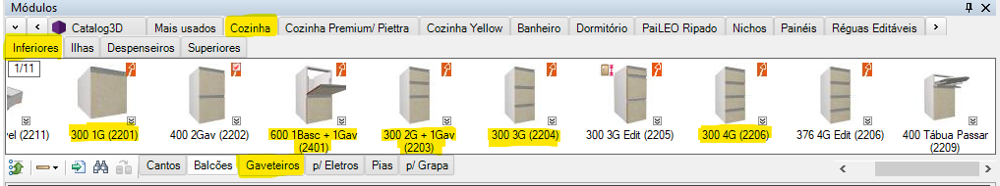 Módulos
Catalog3D Mais usados Cozinha Cozinha Premium/ Piettra Cozinha Yellow Banheiro Dormitório PaiLEO Ripado Nichos Painéis Réguas Editáveis
Inferiores Ilhas Despenseiros Superiores
1/11
vel (2211) 300 1G (2201) 400 2Gav (2202) 600 1Basc + 1Gav 300 2G + 1Gav 300 3G (2204) 300 3G Edit (2205) 300 4G (2206) 376 4G Edit (2206) 400 Tábua Passar
(2401) (2203) (2209)
Cantos Balcões Gaveteiros p/ Eletros Pias p/ Grapa